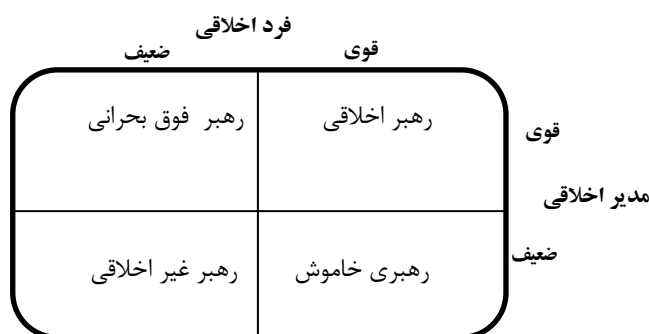 فرد اخلاقی
قوی ضعیف
رهبر اخلاقی رهبر فوق بحرانی
قوی
مدیر اخلاقی
ضعیف
رهبری خاموش رهبر غیر اخلاقی